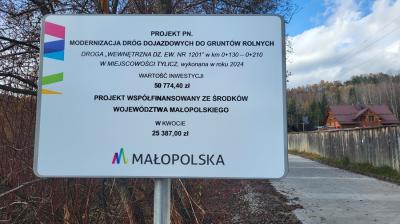 PROJEKT PN.
MODERNIZACJA DRÓG DOJAZDOWYCH DO GRUNTÓW ROLNYCH
DROGA „WEWNĘTRZNA DZ. EW. NR 1201" w km 0+130 – 0+210
W MIEJSCOWOŚCI TYLICZ, wykonana w roku 2024
WARTOŚĆ INWESTYCJI
50 774,40 zł
PROJEKT WSPÓŁFINANSOWANY ZE ŚRODKÓW
WOJEWÓDZTWA MAŁOPOLSKIEGO
W KWOCIE
25 387,00 zł
MAŁOPOLSKA